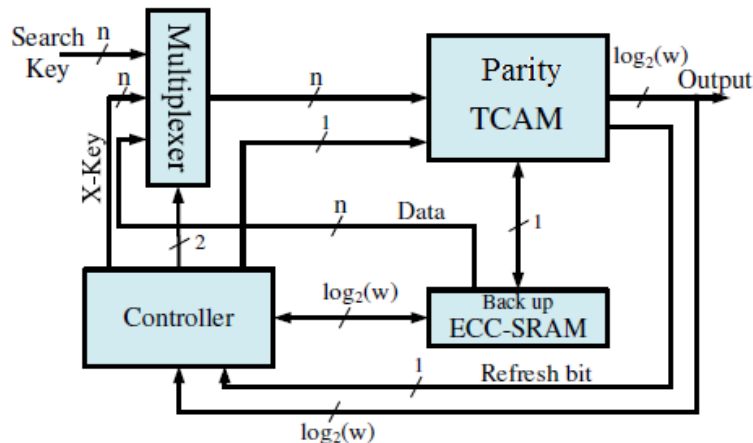 Search
Key
n
n
X-Key
Multiplexer
n
1
Parity
TCAM
log₂(w)
Output
2
n
Data
1
Controller
log₂(w)
Back up
ECC-SRAM
1
Refresh bit
log₂(w)